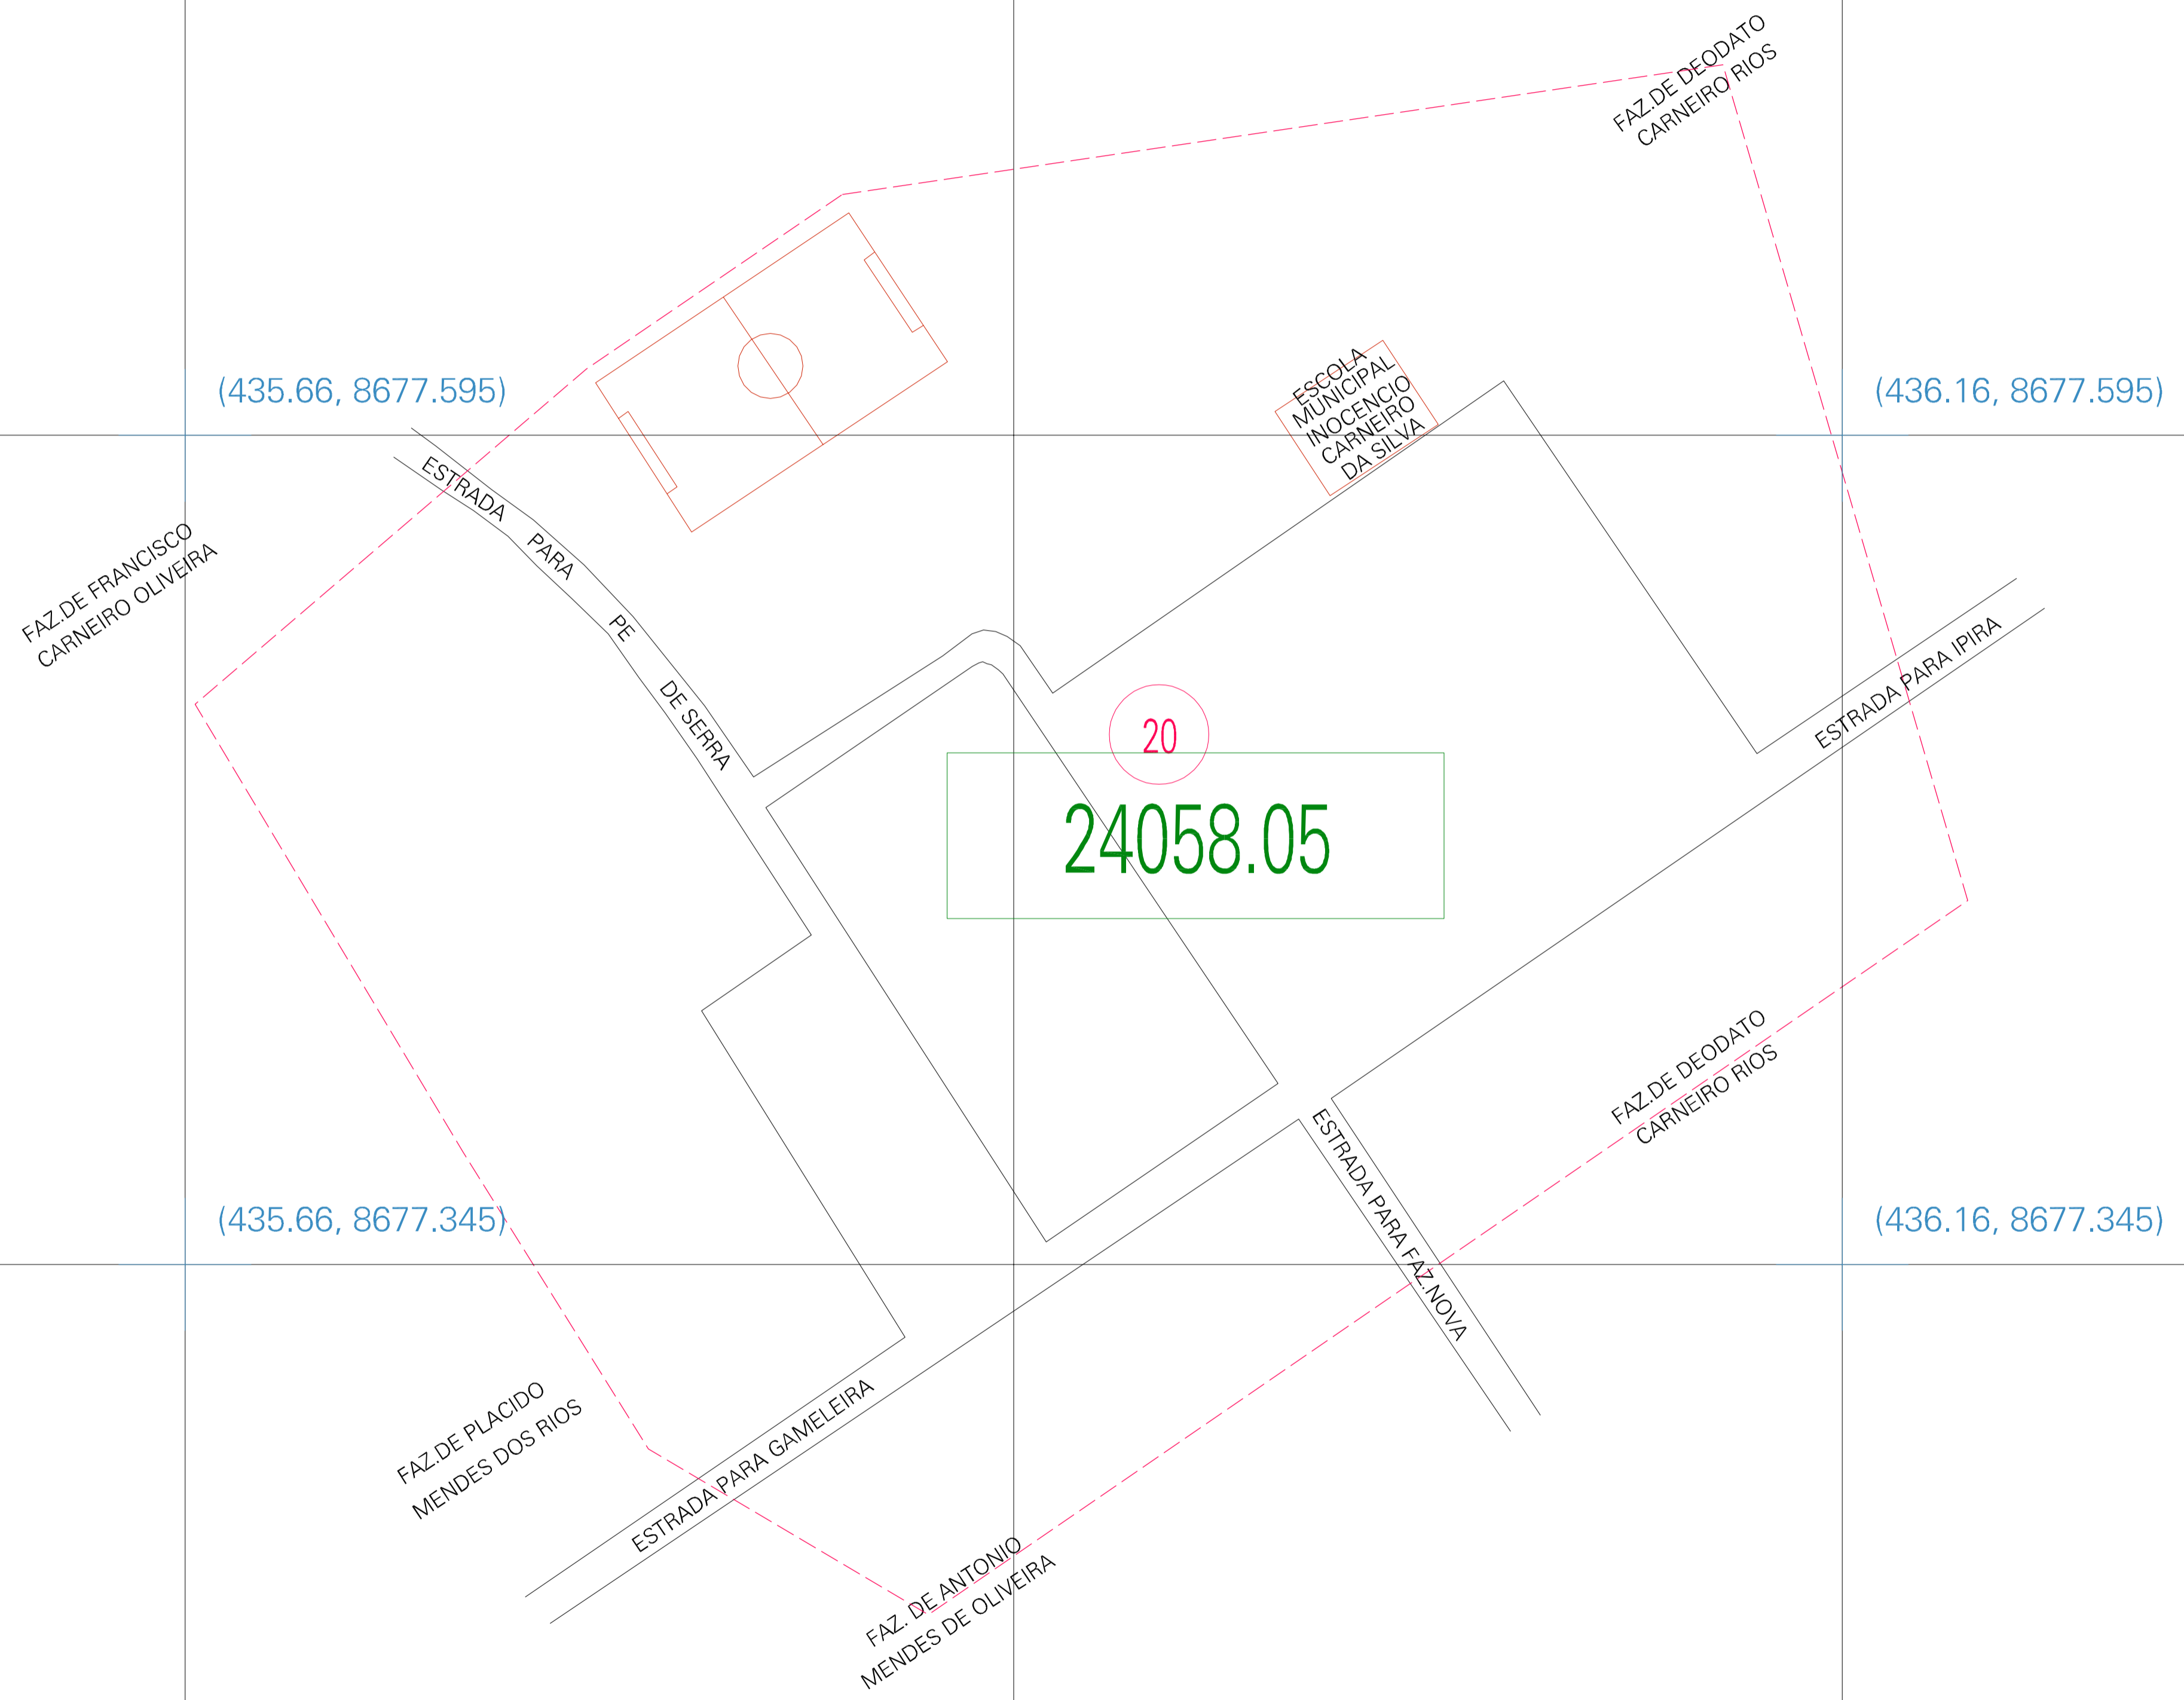 FAZ.DE DEODATO
CARNEIRO RIOS
(435.66, 8677.595)
(436.16, 8677.595)
ESCOLA
MUNICIPAL
INOCENCIO
CARNEIRO
DA SILVA
ESTRADA PARA PE DE SERRA
FAZ.DE FRANCISCO
CARNEIRO OLIVEIRA
ESTRADA PARA IPIRA
20
24058.05
FAZ.DE DEODATO
CARNEIRO RIOS
ESTRADA PARA FAZ.NOVA
(435.66, 8677.345)
(436.16, 8677.345)
FAZ.DE PLACIDO
MENDES DOS RIOS
ESTRADA PARA GAMELEIRA
FAZ. DE ANTONIO
MENDES DE OLIVEIRA